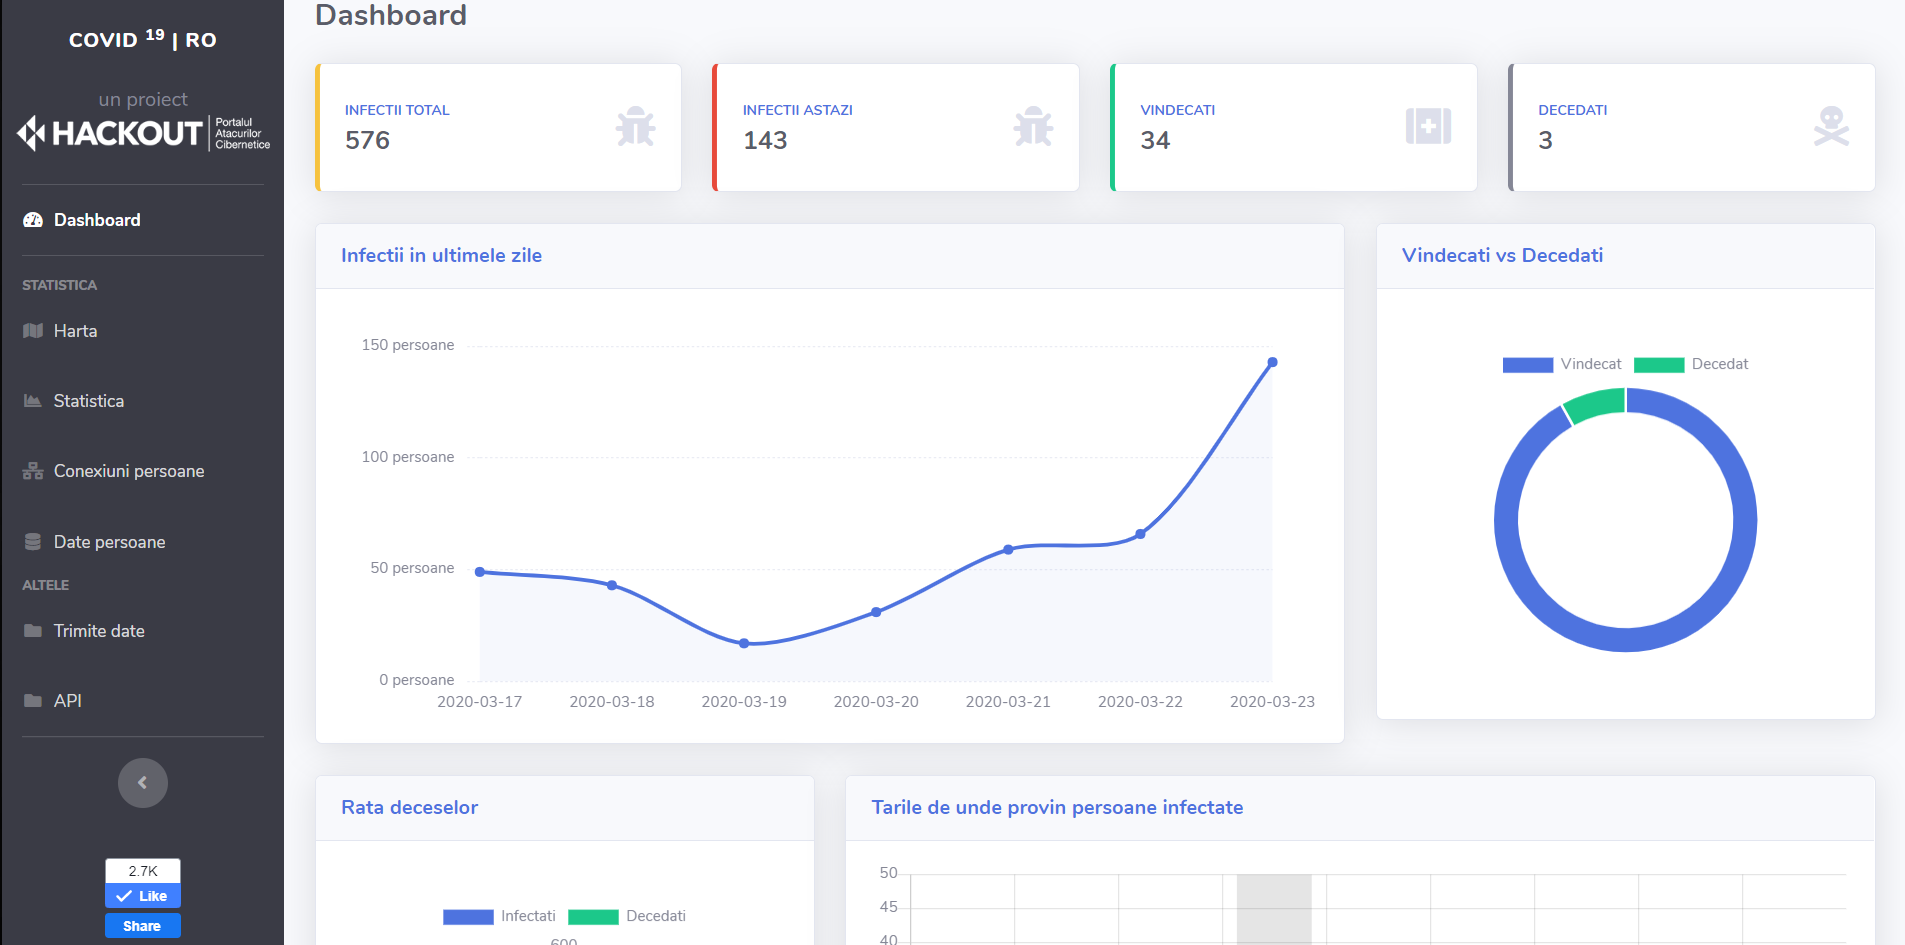 COVID 19 | RO
un proiect
HACKOUT
Portalul
Atacurilor
Cibernetice
Dashboard
STATISTICA
Harta
Statistica
Conexiuni persoane
Date persoane
ALTELE
Trimite date
API
2.7K
Like
Share
Dashboard
INFECTII TOTAL
576
INFECTII ASTAZI
143
VINDECATI
34
DECEDATI
3
Infectii in ultimele zile
150 persoane
100 persoane
50 persoane
0 persoane
2020-03-17 2020-03-18 2020-03-19 2020-03-20 2020-03-21 2020-03-22 2020-03-23
Vindecati vs Decedati
Vindecat Decedat
Rata deceselor
Infectati Decedati
600
Tarile de unde provin persoane infectate
50
45
40